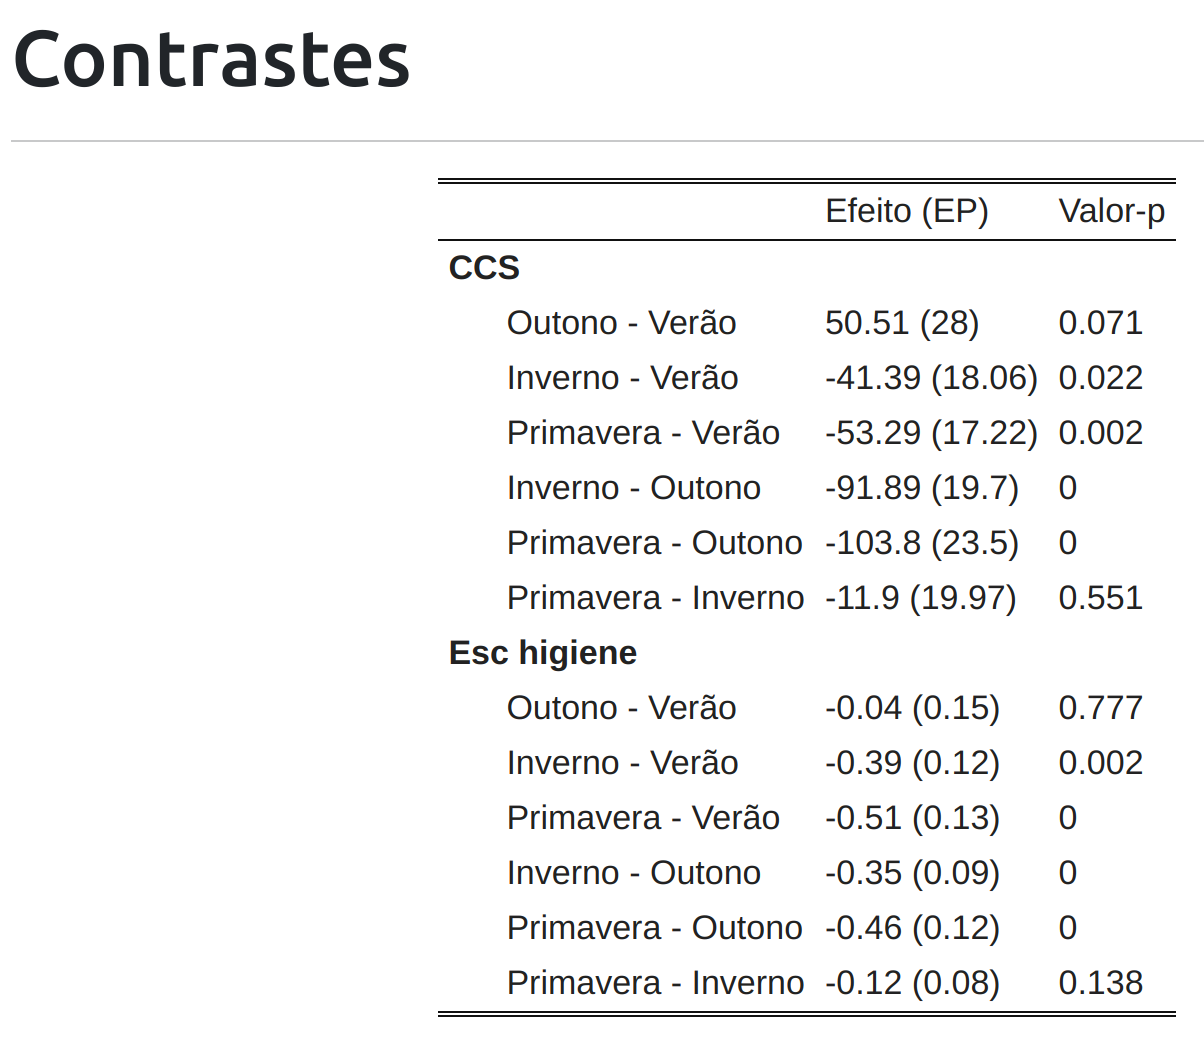 Contrastes
Efeito (EP) Valor-p
CCS
Outono - Verão 50.51 (28) 0.071
Inverno - Verão -41.39 (18.06) 0.022
Primavera - Verão -53.29 (17.22) 0.002
Inverno - Outono -91.89 (19.7) 0
Primavera - Outono -103.8 (23.5) 0
Primavera - Inverno -11.9 (19.97) 0.551
Esc higiene
Outono - Verão -0.04 (0.15) 0.777
Inverno - Verão -0.39 (0.12) 0.002
Primavera - Verão -0.51 (0.13) 0
Inverno - Outono -0.35 (0.09) 0
Primavera - Outono -0.46 (0.12) 0
Primavera - Inverno -0.12 (0.08) 0.138